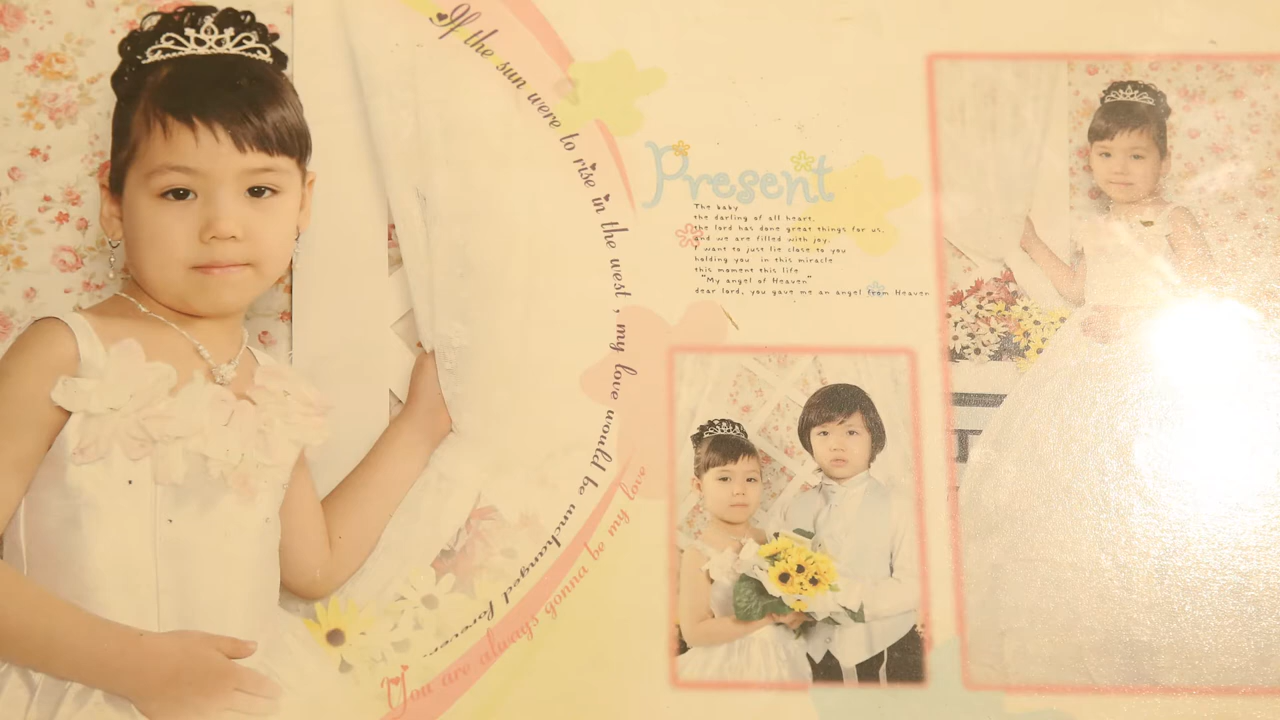 If the sun were to rise in the west , my love would be unchanged forever.
You are always gonna be my love
Present
The baby
the darling of all heart.
the lord has done great things for us.
and we are filled with joy.
I want to just lie close to you
holding you in this miracle
this moment this life
"My angel of Heaven"
dear lord, you gave me an angel from Heaven